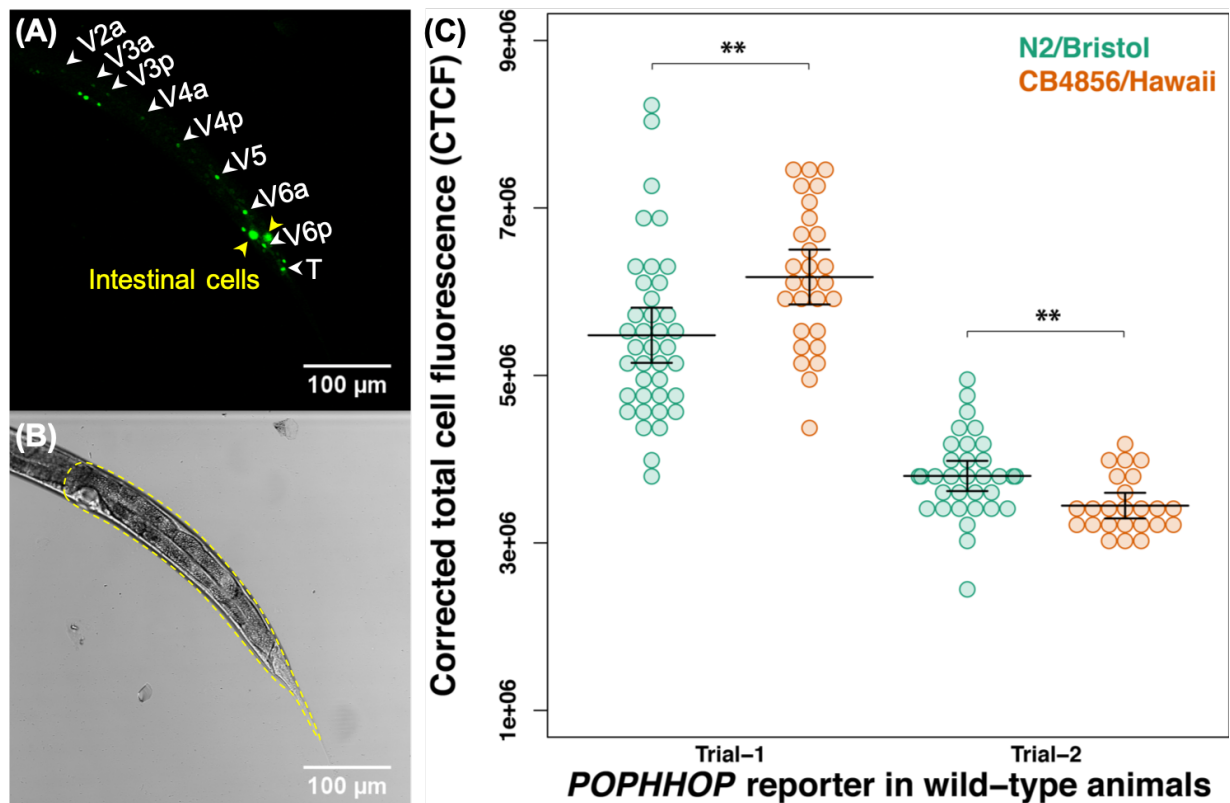 (A)
V2a
V3a
V3p
V4a
V4p
V5
V6a
V6p
T
Intestinal cells
100 µm
(B)
100 µm
(C)
Corrected total cell fluorescence (CTCF)
9e+06
7e+06
5e+06
3e+06
1e+06
**
**
N2/Bristol
CB4856/Hawaii
Trial−1
Trial−2
POPHHOP reporter in wild−type animals